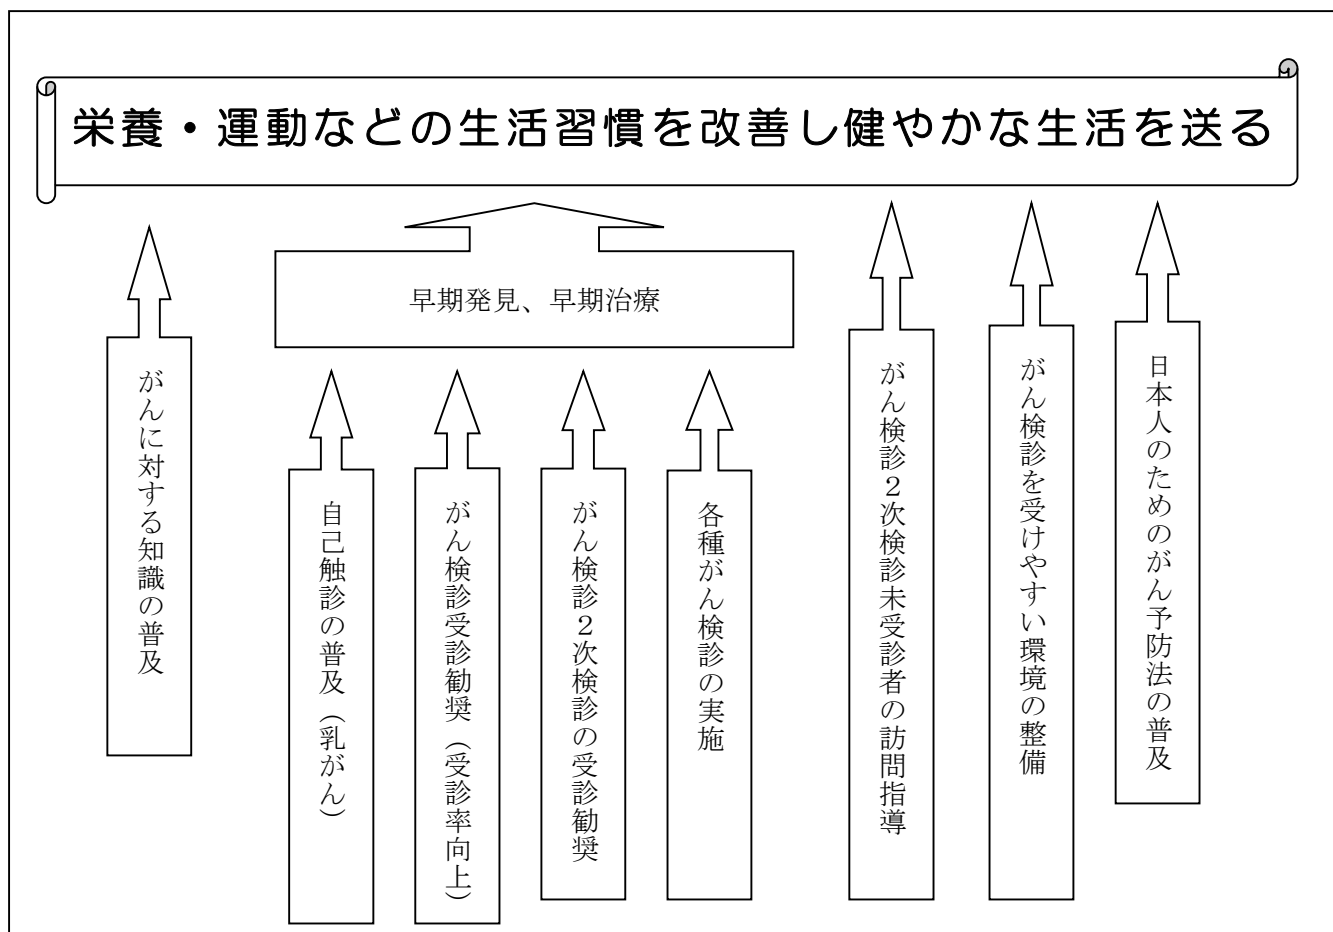 栄養・運動などの生活習慣を改善し健やかな生活を送る
早期発見、早期治療
がんに対する知識の普及
自己触診の普及（乳がん）
がん検診受診勧奨（受診率向上）
がん検診２次検診の受診勧奨
各種がん検診の実施
がん検診２次検診未受診者の訪問指導
がん検診を受けやすい環境の整備
日本人のためのがん予防法の普及